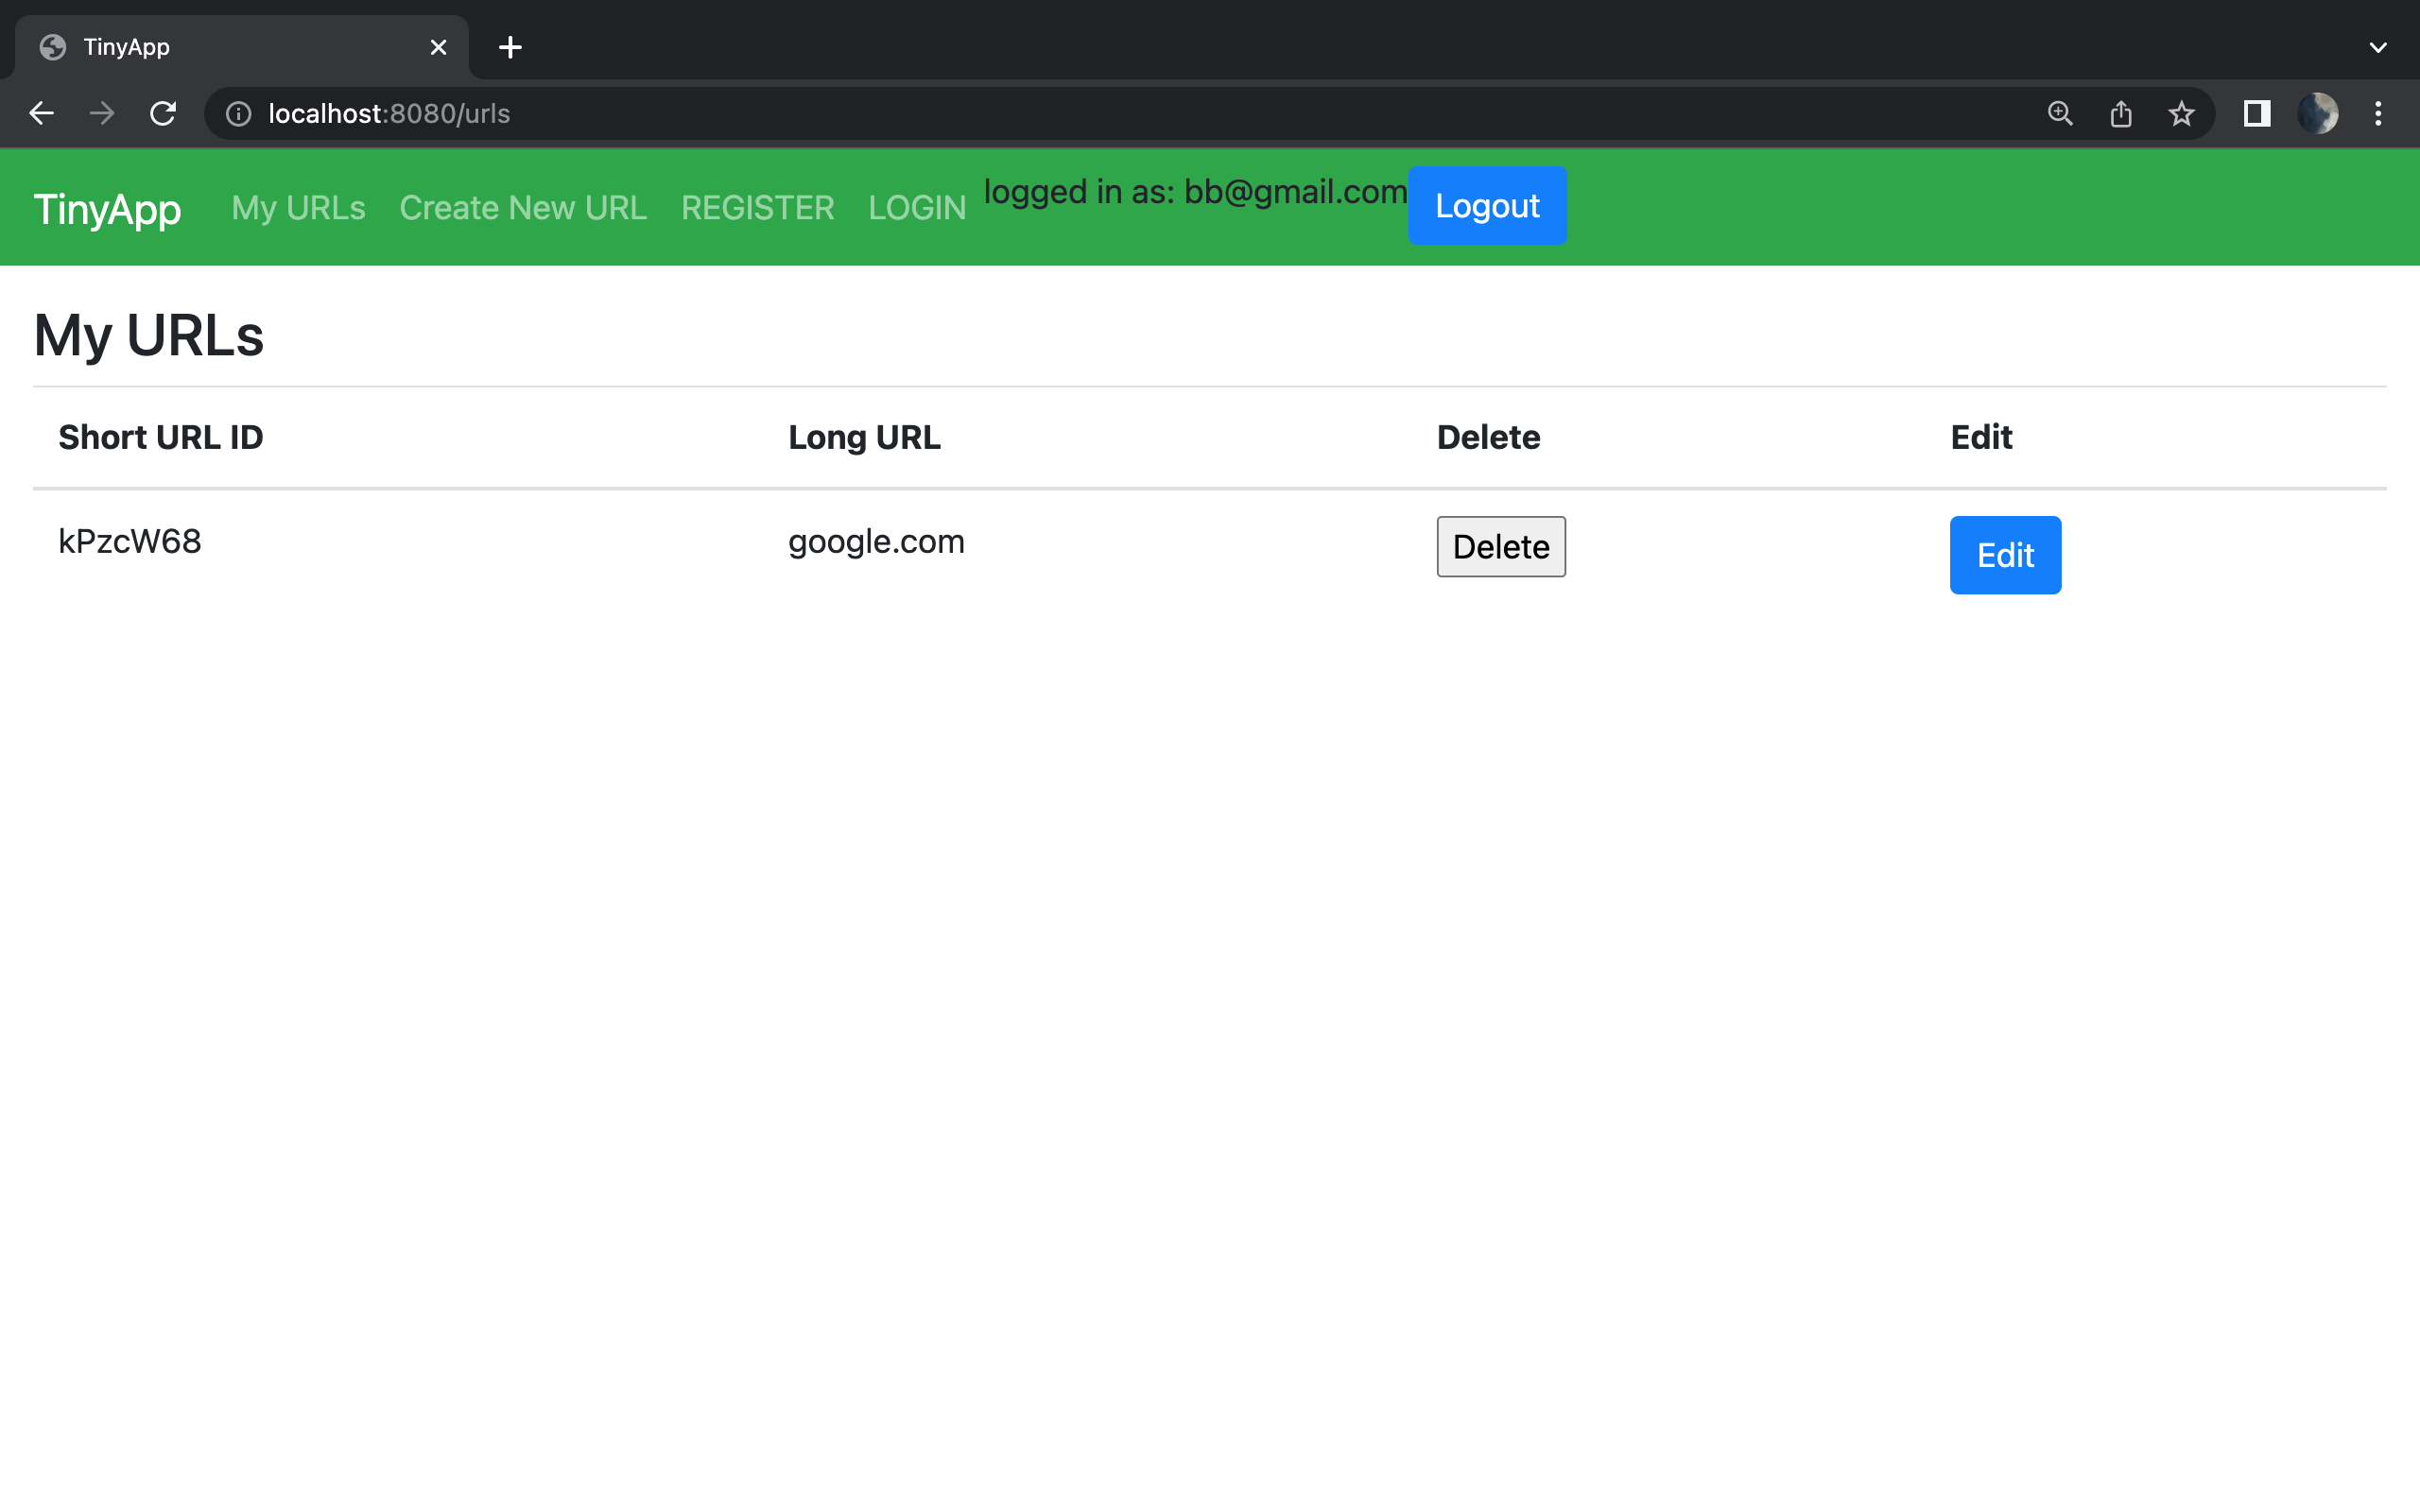 TinyApp
localhost:8080/urls
TinyApp My URLs Create New URL REGISTER LOGIN logged in as: bb@gmail.com Logout
My URLs
Short URL ID Long URL Delete Edit
kPzcW68 google.com Delete Edit